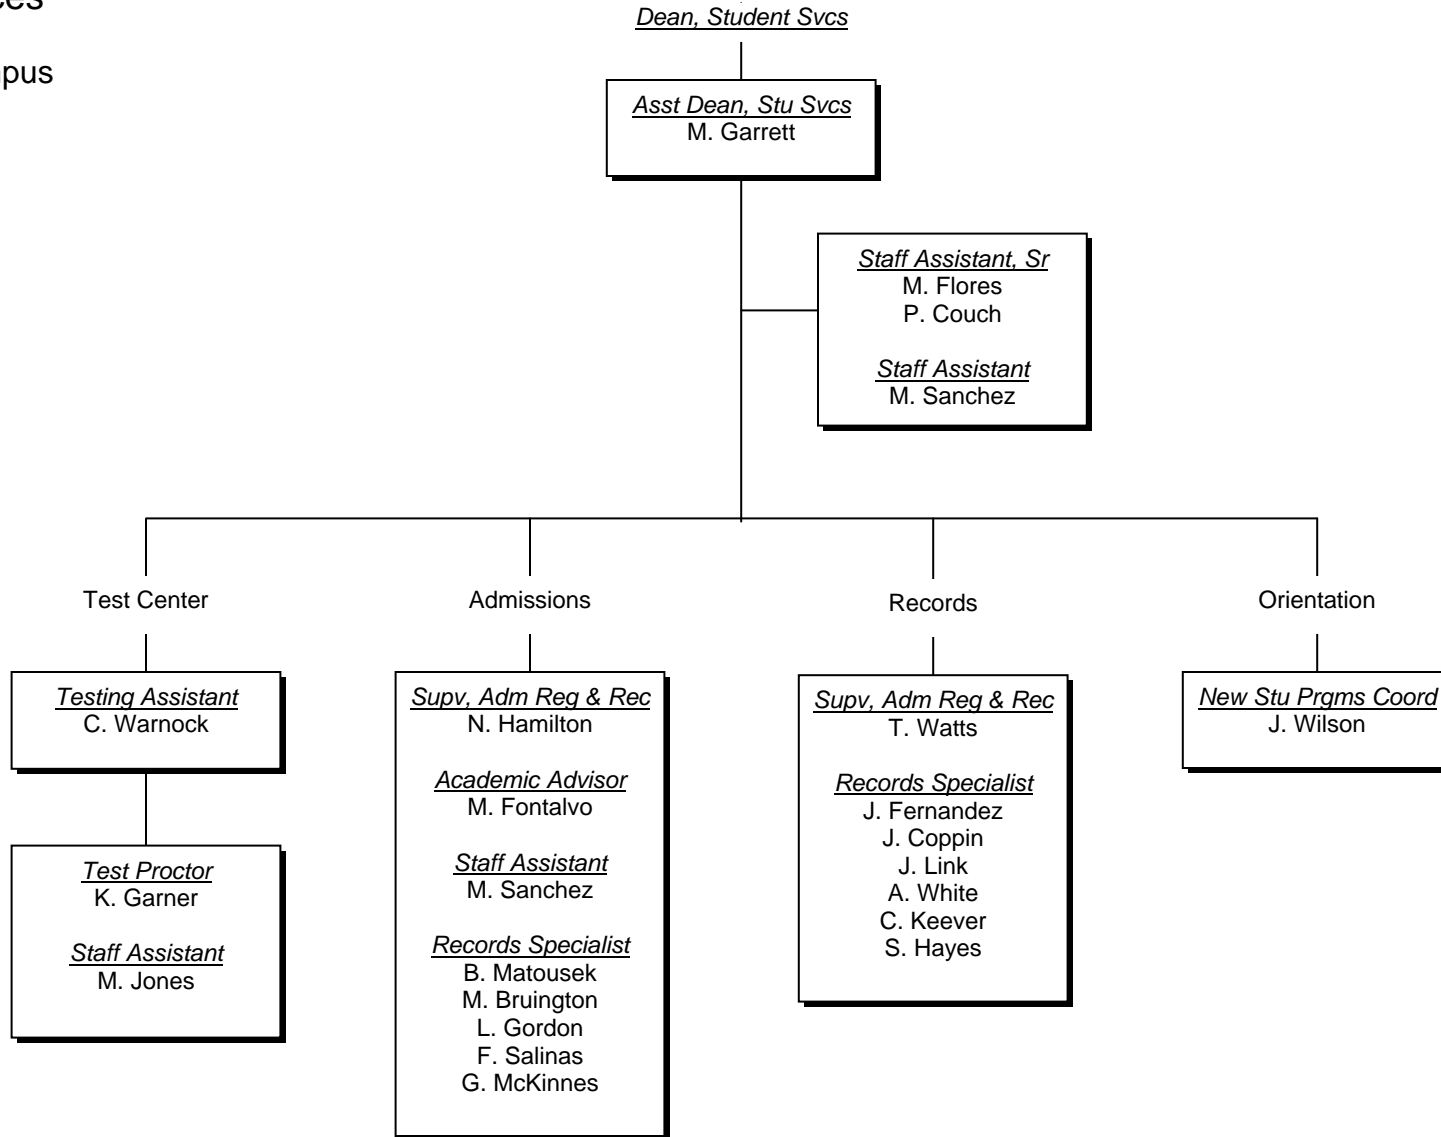 Dean, Student Svcs
pus
Asst Dean, Stu Svcs
M. Garrett
Staff Assistant, Sr
M. Flores
P. Couch
Staff Assistant
M. Sanchez
Test Center
Admissions
Records
Orientation
Testing Assistant
C. Warnock
Test Proctor
K. Garner
Staff Assistant
M. Jones
Supv, Adm Reg & Rec
N. Hamilton
Academic Advisor
M. Fontalvo
Staff Assistant
M. Sanchez
Records Specialist
B. Matousek
M. Bruington
L. Gordon
F. Salinas
G. McKinnes
Supv, Adm Reg & Rec
T. Watts
Records Specialist
J. Fernandez
J. Coppin
J. Link
A. White
C. Keever
S. Hayes
New Stu Prgms Coord
J. Wilson